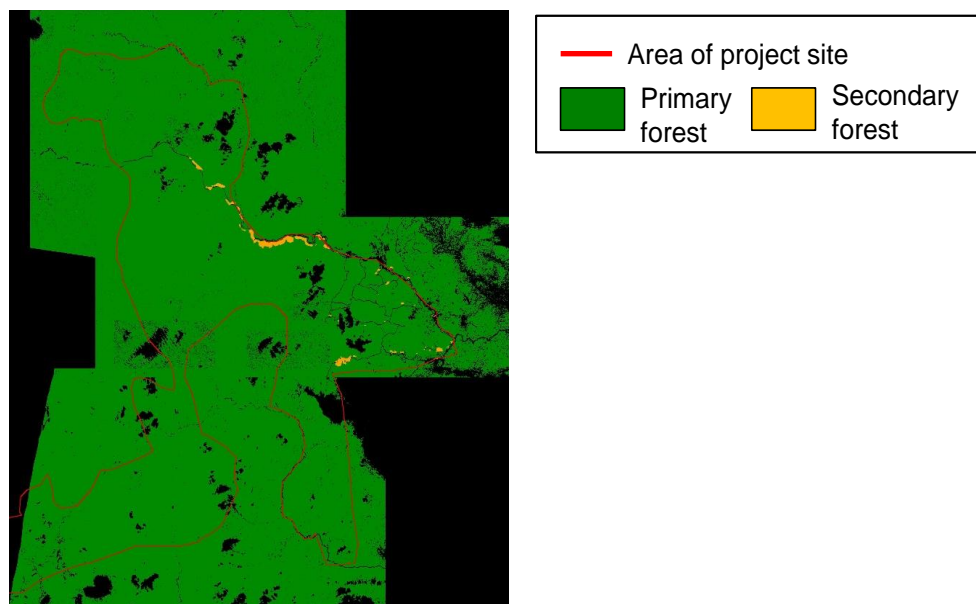 Area of project site
Primary
forest
Secondary
forest